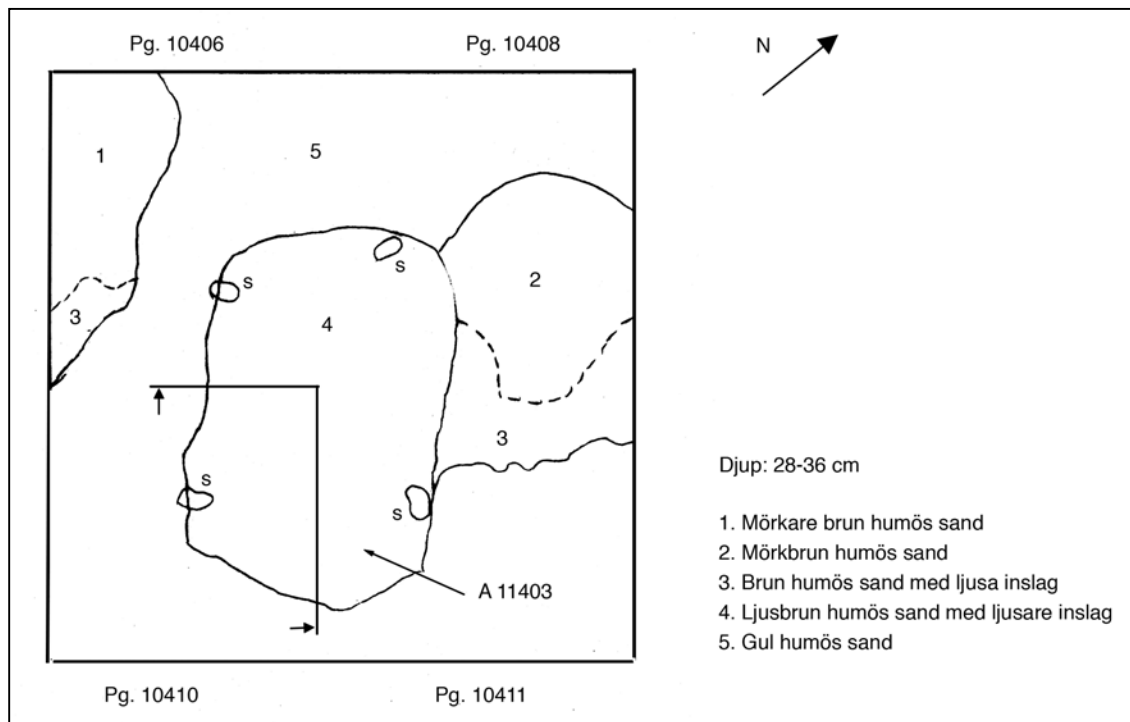 Pg. 10406
Pg. 10408
N
1
5
2
s
s
3
4
3
s
s
A 11403
Pg. 10410
Pg. 10411
Djup: 28-36 cm
1. Mörkare brun humös sand
2. Mörkbrun humös sand
3. Brun humös sand med ljusa inslag
4. Ljusbrun humös sand med ljusare inslag
5. Gul humös sand